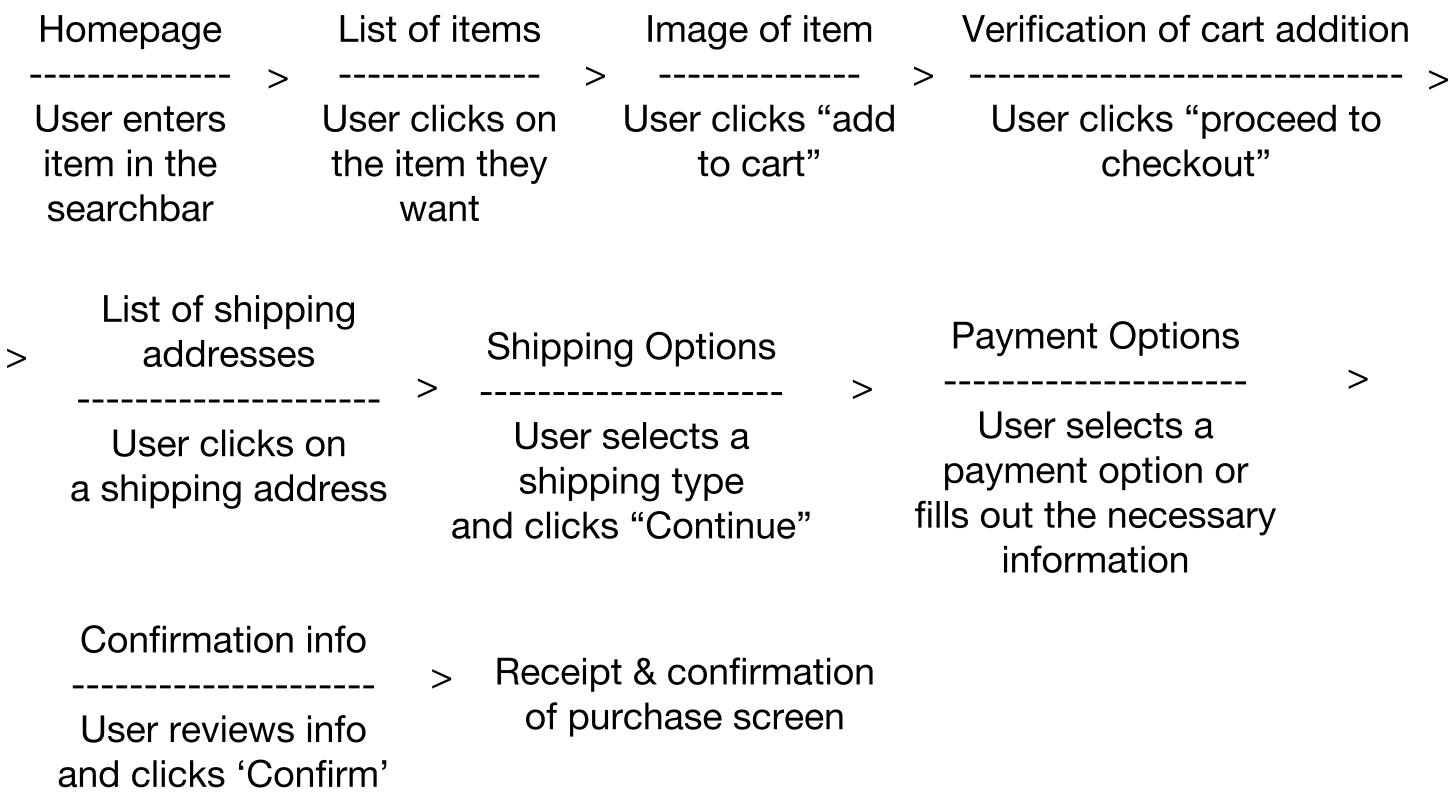 Homepage
--------------
User enters
item in the
searchbar
>
List of items
--------------
User clicks on
the item they
want
>
Image of item
--------------
User clicks “add
to cart”
>
Verification of cart addition
------------------------------
User clicks “proceed to
checkout”
>
>
List of shipping
addresses
---------------------
User clicks on
a shipping address
>
Shipping Options
---------------------
User selects a
shipping type
and clicks “Continue”
>
Payment Options
---------------------
User selects a
payment option or
fills out the necessary
information
>
Confirmation info
---------------------
User reviews info
and clicks ‘Confirm’
>
Receipt & confirmation
of purchase screen